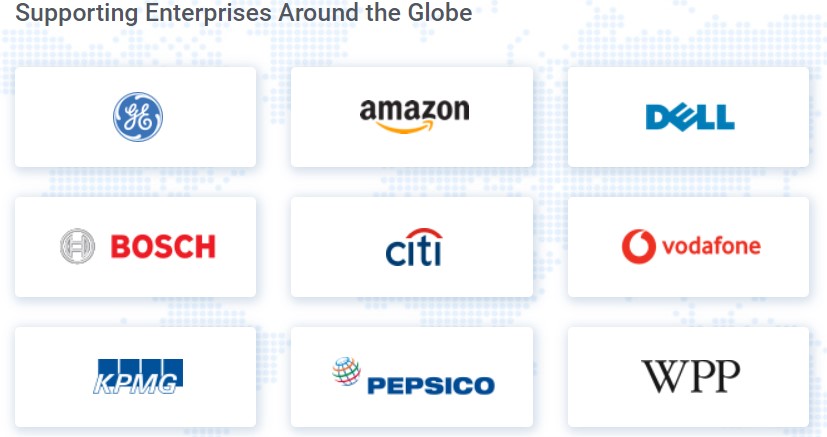 Supporting Enterprises Around the Globe
GE
amazon
DELL
BOSCH
citi
vodafone
KPMG
PEPSICO
WPP